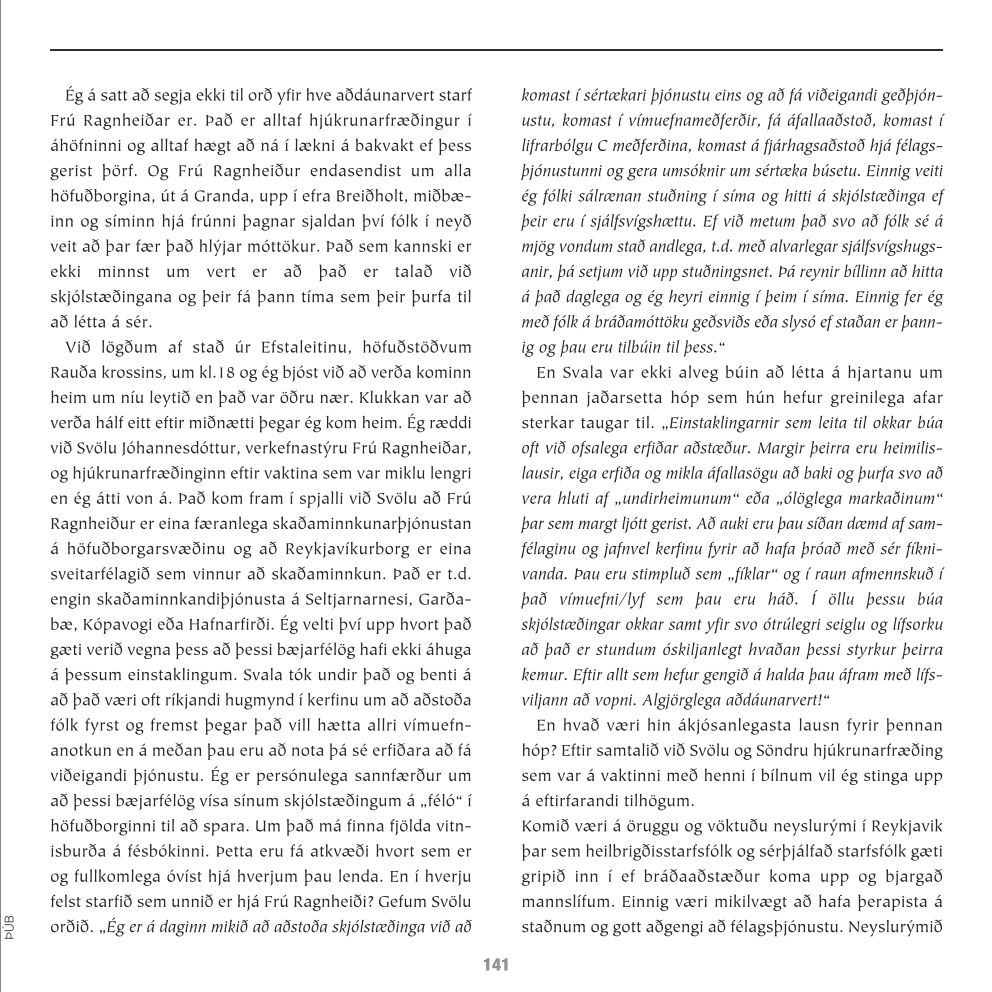 Ég á satt að segja ekki til orð yfir hve aðdáunarvert starf
Frú Ragnheiðar er. Það er alltaf hjúkrunarfræðingur í
áhöfninni og alltaf hægt að ná í lækni á bakvakt ef þess
gerist þörf. Og Frú Ragnheiður endasendist um alla
höfuðborgina, út á Granda, upp í efra Breiðholt, miðbæ-
inn og síminn hjá frúnni þagnar sjaldan því fólk í neyð
veit að þar fær það hlýjar móttökur. Það sem kannski er
ekki minnst um vert er að það er talað við
skjólstæðingana og þeir fá þann tíma sem þeir þurfa til
að létta á sér.
Við lögðum af stað úr Efstaleitinu, höfuðstöðvum
Rauða krossins, um kl.18 og ég bjóst við að verða kominn
heim um níu leytið en það var öðru nær. Klukkan var að
verða hálf eitt eftir miðnætti þegar ég kom heim. Ég ræddi
við Svölu Jóhannesdóttur, verkefnastýru Frú Ragnheiðar,
og hjúkrunarfræðinginn eftir vaktina sem var miklu lengri
en ég átti von á. Það kom fram í spjalli við Svölu að Frú
Ragnheiður er eina færanlega skaðaminnkunarþjónustan
á höfuðborgarsvæðinu og að Reykjavíkurborg er eina
sveitarfélagið sem vinnur að skaðaminnkun. Það er t.d.
engin skaðaminnkandiþjónusta á Seltjarnarnesi, Garða-
bæ, Kópavogi eða Hafnarfirði. Ég velti því upp hvort það
gæti verið vegna þess að þessi bæjarfélög hafi ekki áhuga
á þessum einstaklingum. Svala tók undir það og benti á
að það væri oft ríkjandi hugmynd í kerfinu um að aðstoða
fólk fyrst og fremst þegar það vill hætta allri vímuefn-
anotkun en á meðan þau eru að nota þá sé erfiðara að fá
viðeigandi þjónustu. Ég er persónulega sannfærður um
að þessi bæjarfélög vísa sínum skjólstæðingum á „féló“ í
höfuðborginni til að spara. Um það má finna fjölda vitn-
isburða á fésbókinni. Þetta eru fá atkvæði hvort sem er
og fullkomlega óvíst hjá hverjum þau lenda. En í hverju
felst starfið sem unnið er hjá Frú Ragnheiði? Gefum Svölu
orðið. „Ég er á daginn mikið að aðstoða skjólstæðinga við að
komast í sértækari þjónustu eins og að fá viðeigandi geðþjón-
ustu, komast í vímuefnameðferðir, fá áfallaaðstoð, komast í
lifrarbólgu C meðferðina, komast á fjárhagsaðstoð hjá félags-
þjónustunni og gera umsóknir um sértæka búsetu. Einnig veiti
ég fólki sálrænan stuðning í síma og hitti á skjólstæðinga ef
þeir eru í sjálfsvígshættu. Ef við metum það svo að fólk sé á
mjög vondum stað andlega, t.d. með alvarlegar sjálfsvígshugs-
anir, þá setjum við upp stuðningsnet. Þá reynir bíllinn að hitta
á það daglega og ég heyri einnig í þeim í síma. Einnig fer ég
með fólk á bráðamóttöku geðsviðs eða slysó ef staðan er þann-
ig og þau eru tilbúin til þess.“
En Svala var ekki alveg búin að létta á hjartanu um
þennan jaðarsetta hóp sem hún hefur greinilega afar
sterkar taugar til. „Einstaklingarnir sem leita til okkar búa
oft við ofsalega erfiðar aðstæður. Margir þeirra eru heimilis-
lausir, eiga erfiða og mikla áfallasögu að baki og þurfa svo að
vera hluti af „undirheimunum“ eða „ólöglega markaðinum“
þar sem margt ljótt gerist. Að auki eru þau síðan dæmd af sam-
félaginu og jafnvel kerfinu fyrir að hafa þróað með sér fíkni-
vanda. Þau eru stimpluð sem „fíklar“ og í raun afmennskuð í
það vímuefni/lyf sem þau eru háð. Í öllu þessu búa
skjólstæðingar okkar samt yfir svo ótrúlegri seiglu og lífsorku
að það er stundum óskiljanlegt hvaðan þessi styrkur þeirra
kemur. Eftir allt sem hefur gengið á halda þau áfram með lífs-
viljann að vopni. Algjörglega aðdáunarvert!“
En hvað væri hin ákjósanlegasta lausn fyrir þennan
hóp? Eftir samtalið við Svölu og Söndru hjúkrunarfræðing
sem var á vaktinni með henni í bílnum vil ég stinga upp
á eftirfarandi tilhögum.
Komið væri á öruggu og vöktuðu neyslurými í Reykjavik
þar sem heilbrigðisstarfsfólk og sérþjálfað starfsfólk gæti
gripið inn í ef bráðaaðstæður koma upp og bjargað
mannslífum. Einnig væri mikilvægt að hafa þerapista á
staðnum og gott aðgengi að félagsþjónustu. Neyslurýmið
ÞÚB
141